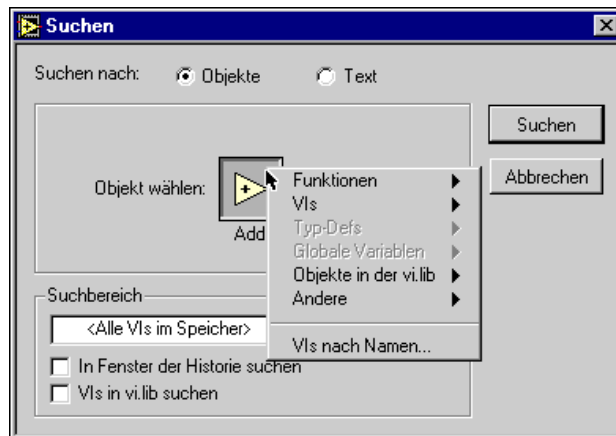 Suchen
Suchen nach: Objekte Text
Suchen
Abbrechen
Objekt wählen:
Add
Funktionen
VIs
Typ-Defs
Globale Variablen
Objekte in der vi.lib
Andere
VIs nach Namen...
Suchbereich
<Alle VIs im Speicher>
In Fenster der Historie suchen
VIs in vi.lib suchen